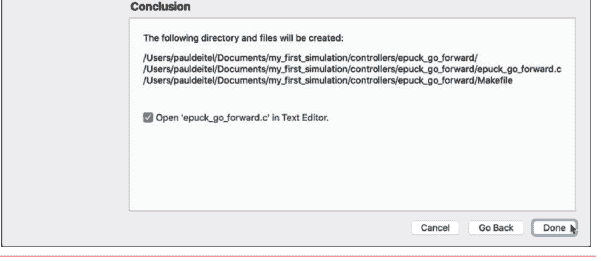 Conclusion
The following directory and files will be created:
/Users/pauldeitel/Documents/my_first_simulation/controllers/epuck_go_forward/
/Users/pauldeitel/Documents/my_first_simulation/controllers/epuck_go_forward/epuck_go_forward.c
/Users/pauldeitel/Documents/my_first_simulation/controllers/epuck_go_forward/Makefile
Open 'epuck_go_forward.c' in Text Editor.
Cancel Go Back Done